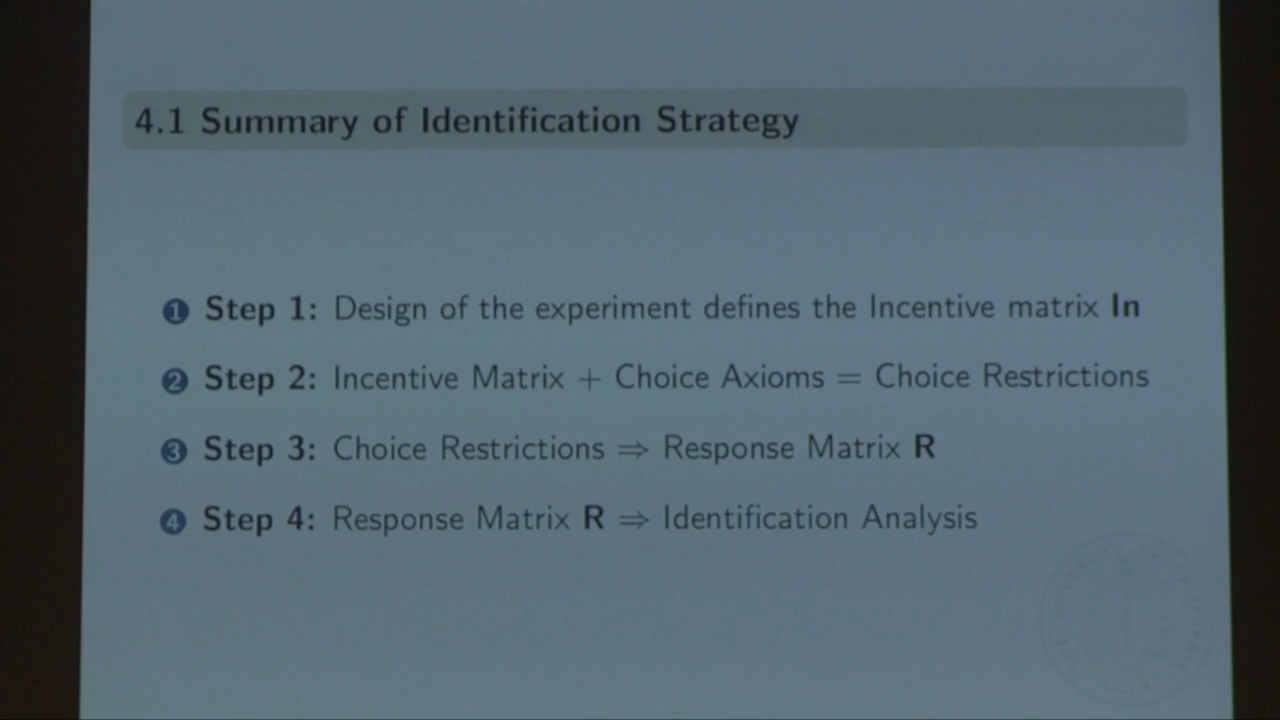 4.1 Summary of Identification Strategy
1 Step 1: Design of the experiment defines the Incentive matrix In
2 Step 2: Incentive Matrix + Choice Axioms = Choice Restrictions
3 Step 3: Choice Restrictions ⇒ Response Matrix R
4 Step 4: Response Matrix R ⇒ Identification Analysis